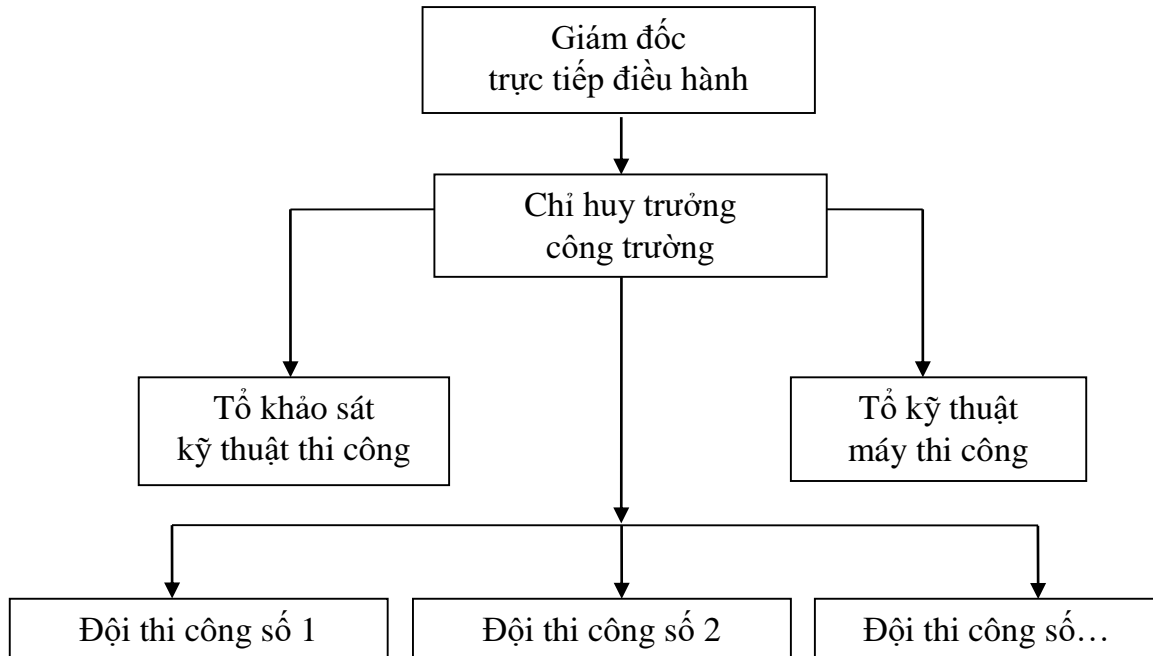 Giám đốc
trực tiếp điều hành
Chỉ huy trưởng
công trường
Tổ khảo sát
kỹ thuật thi công
Tổ kỹ thuật
máy thi công
Đội thi công số 1
Đội thi công số 2
Đội thi công số…